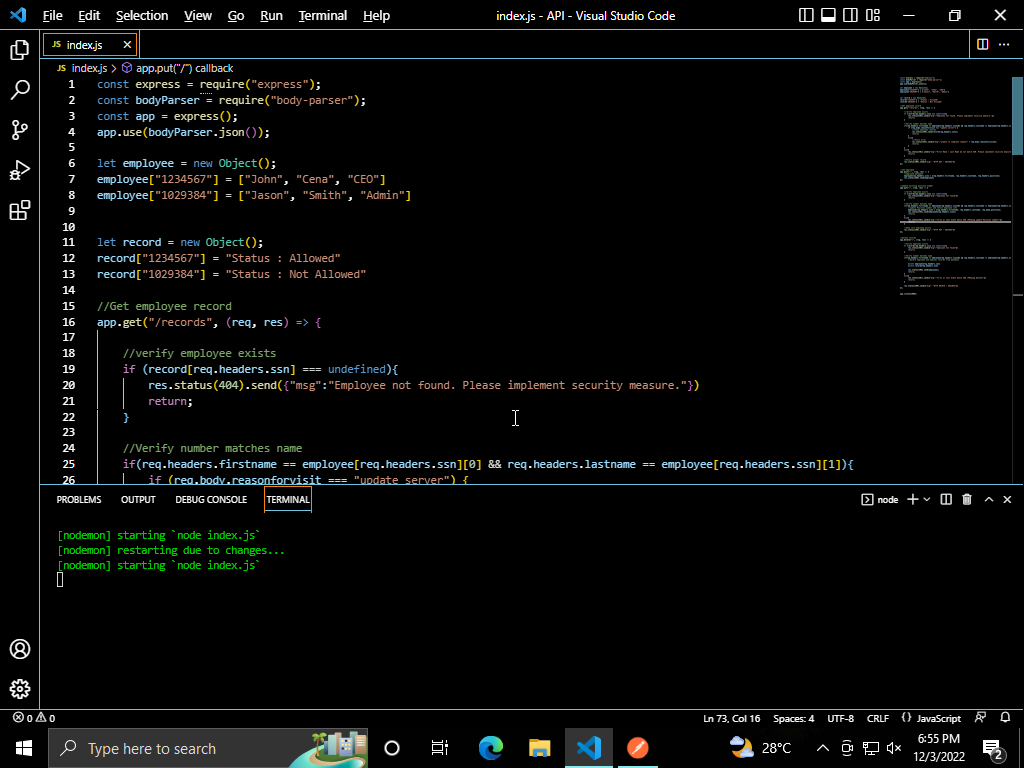 File Edit Selection View Go Run Terminal Help index.js - API - Visual Studio Code
JS index.js
JS index.js > app.put("/") callback
1 const express = require("express");
2 const bodyParser = require("body-parser");
3 const app = express();
4 app.use(bodyParser.json());
5
6 let employee = new Object();
7 employee["1234567"] = ["John", "Cena", "CEO"]
8 employee["1029384"] = ["Jason", "Smith", "Admin"]
9
10
11 let record = new Object();
12 record["1234567"] = "Status : Allowed"
13 record["1029384"] = "Status : Not Allowed"
14
15 //Get employee record
16 app.get("/records", (req, res) => {
17
18 //verify employee exists
19 if (record[req.headers.ssn] === undefined){
20 res.status(404).send({"msg":"Employee not found. Please implement security measure."})
21 return;
22 }
23
24 //Verify number matches name
25 if(req.headers.firstname == employee[req.headers.ssn][0] && req.headers.lastname == employee[req.headers.ssn][1]){
26 if (req.body.reasonforvisit === "update server") {
PROBLEMS OUTPUT DEBUG CONSOLE TERMINAL node
[nodemon] starting `node index.js`
[nodemon] restarting due to changes...
[nodemon] starting `node index.js`
0 0 Ln 73, Col 16 Spaces: 4 UTF-8 CRLF {} JavaScript
Type here to search 28°C 6:55 PM
12/3/2022 2